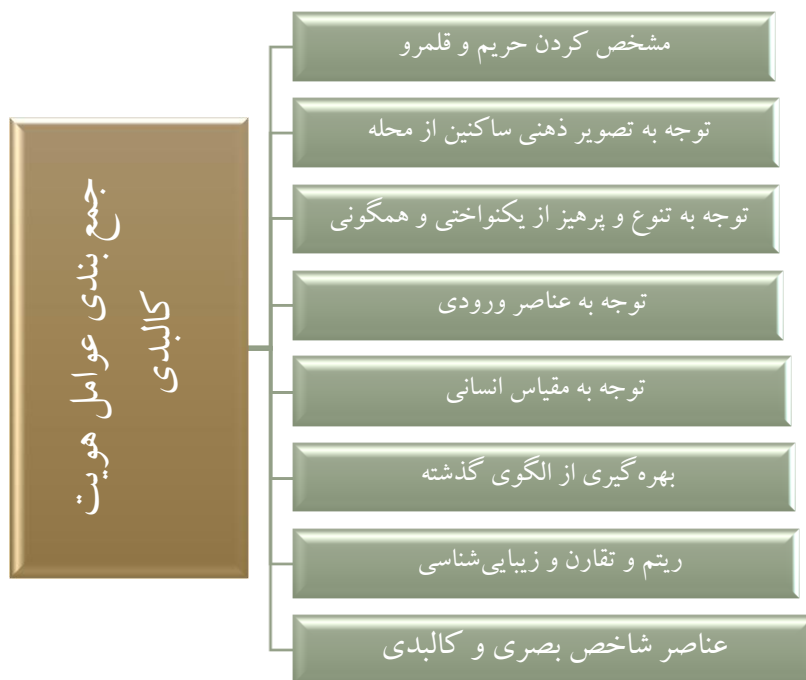 جمع بندی عوامل هویت
کالبدی
مشخص کردن حریم و قلمرو
توجه به تصویر ذهنی ساکنین از محله
توجه به تنوع و پرهیز از یکنواختی و همگونی
توجه به عناصر ورودی
توجه به مقیاس انسانی
بهره‌گیری از الگوی گذشته
ریتم و تقارن و زیبایی‌شناسی
عناصر شاخص بصری و کالبدی